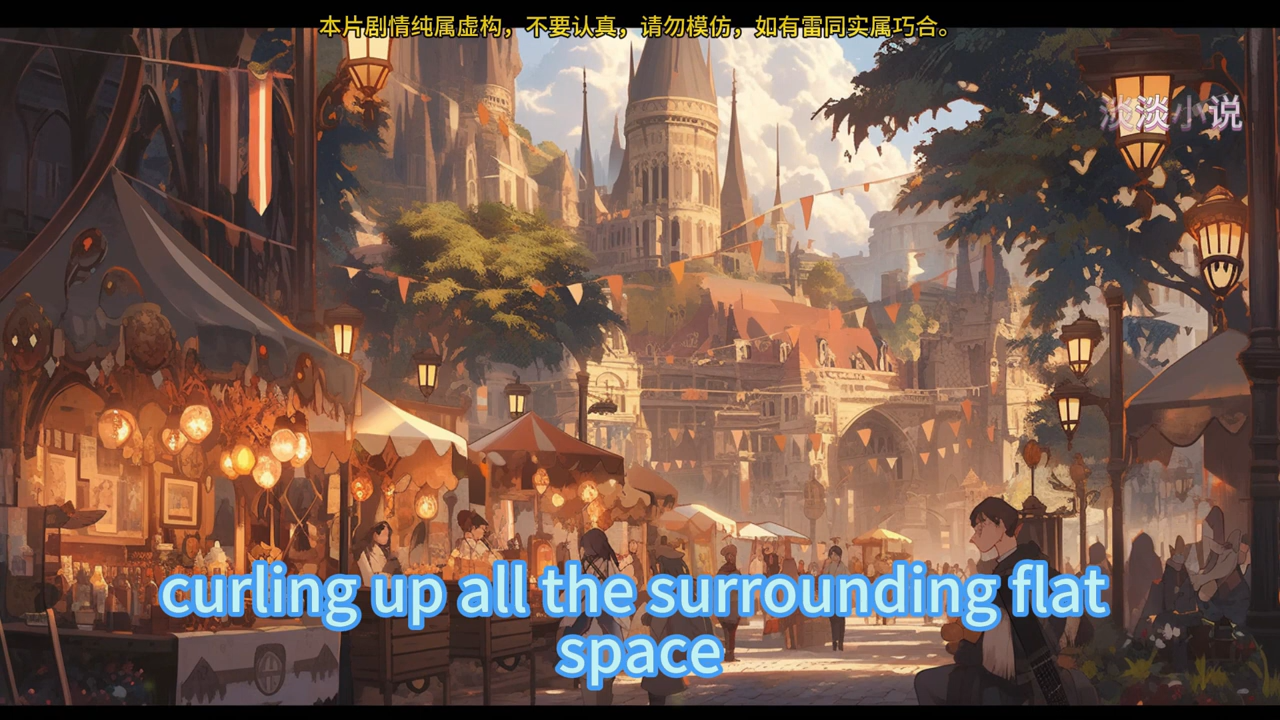 本片剧情纯属虚构，不要认真，请勿模仿，如有雷同实属巧合。
淡淡小说
curling up all the surrounding flat
space